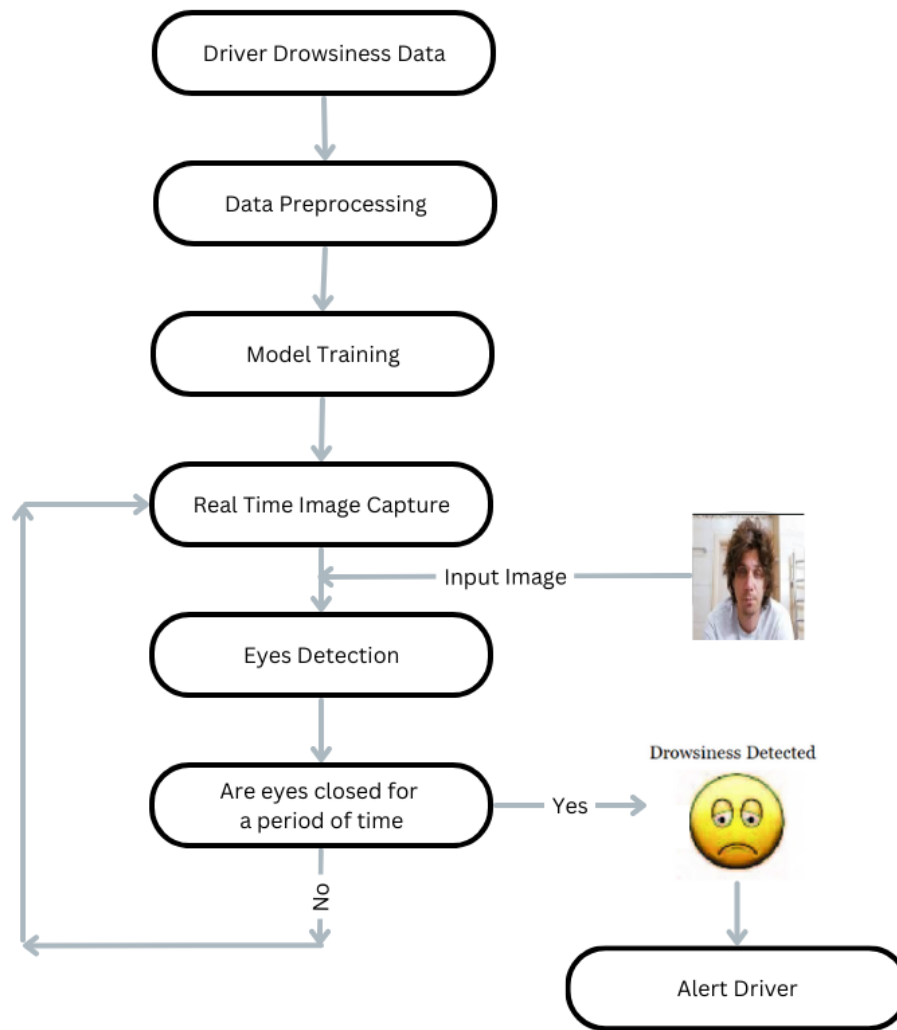 Driver Drowsiness Data
Data Preprocessing
Model Training
Real Time Image Capture
Input Image
Eyes Detection
Are eyes closed for
a period of time
Yes
Drowsiness Detected
No
Alert Driver